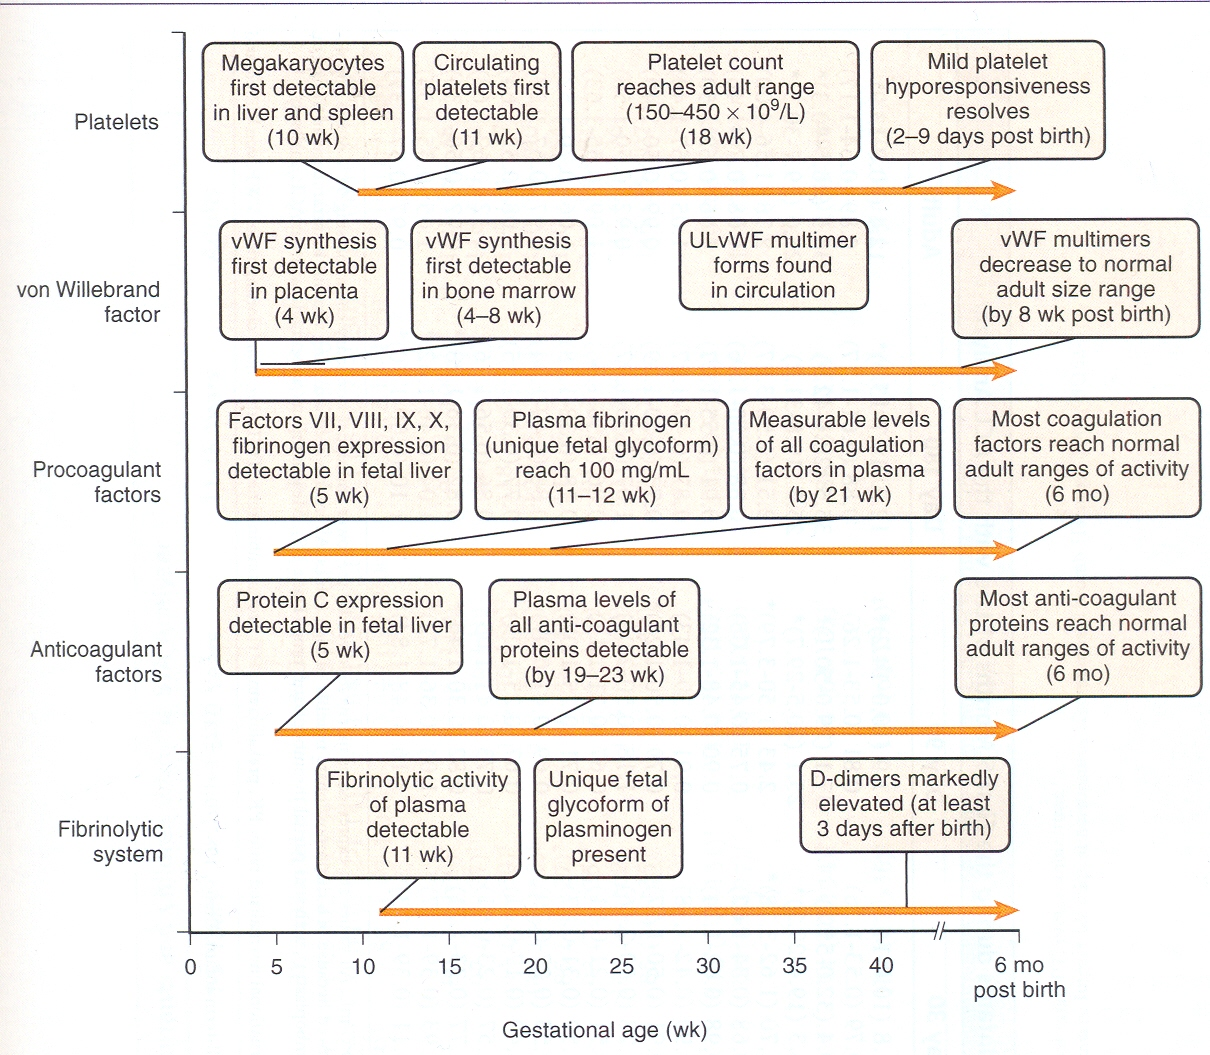 Platelets
Megakaryocytes
first detectable
in liver and spleen
(10 wk)
Circulating
platelets first
detectable
(11 wk)
Platelet count
reaches adult range
(150–450 × 10⁹/L)
(18 wk)
Mild platelet
hyporesponsiveness
resolves
(2–9 days post birth)
von Willebrand
factor
vWF synthesis
first detectable
in placenta
(4 wk)
vWF synthesis
first detectable
in bone marrow
(4–8 wk)
ULvWF multimer
forms found
in circulation
vWF multimers
decrease to normal
adult size range
(by 8 wk post birth)
Procoagulant
factors
Factors VII, VIII, IX, X,
fibrinogen expression
detectable in fetal liver
(5 wk)
Plasma fibrinogen
(unique fetal glycoform)
reach 100 mg/mL
(11–12 wk)
Measurable levels
of all coagulation
factors in plasma
(by 21 wk)
Most coagulation
factors reach normal
adult ranges of activity
(6 mo)
Anticoagulant
factors
Protein C expression
detectable in fetal liver
(5 wk)
Plasma levels of
all anti-coagulant
proteins detectable
(by 19–23 wk)
Most anti-coagulant
proteins reach normal
adult ranges of activity
(6 mo)
Fibrinolytic
system
Fibrinolytic activity
of plasma
detectable
(11 wk)
Unique fetal
glycoform of
plasminogen
present
D-dimers markedly
elevated (at least
3 days after birth)
0 5 10 15 20 25 30 35 40 6 mo
post birth
Gestational age (wk)